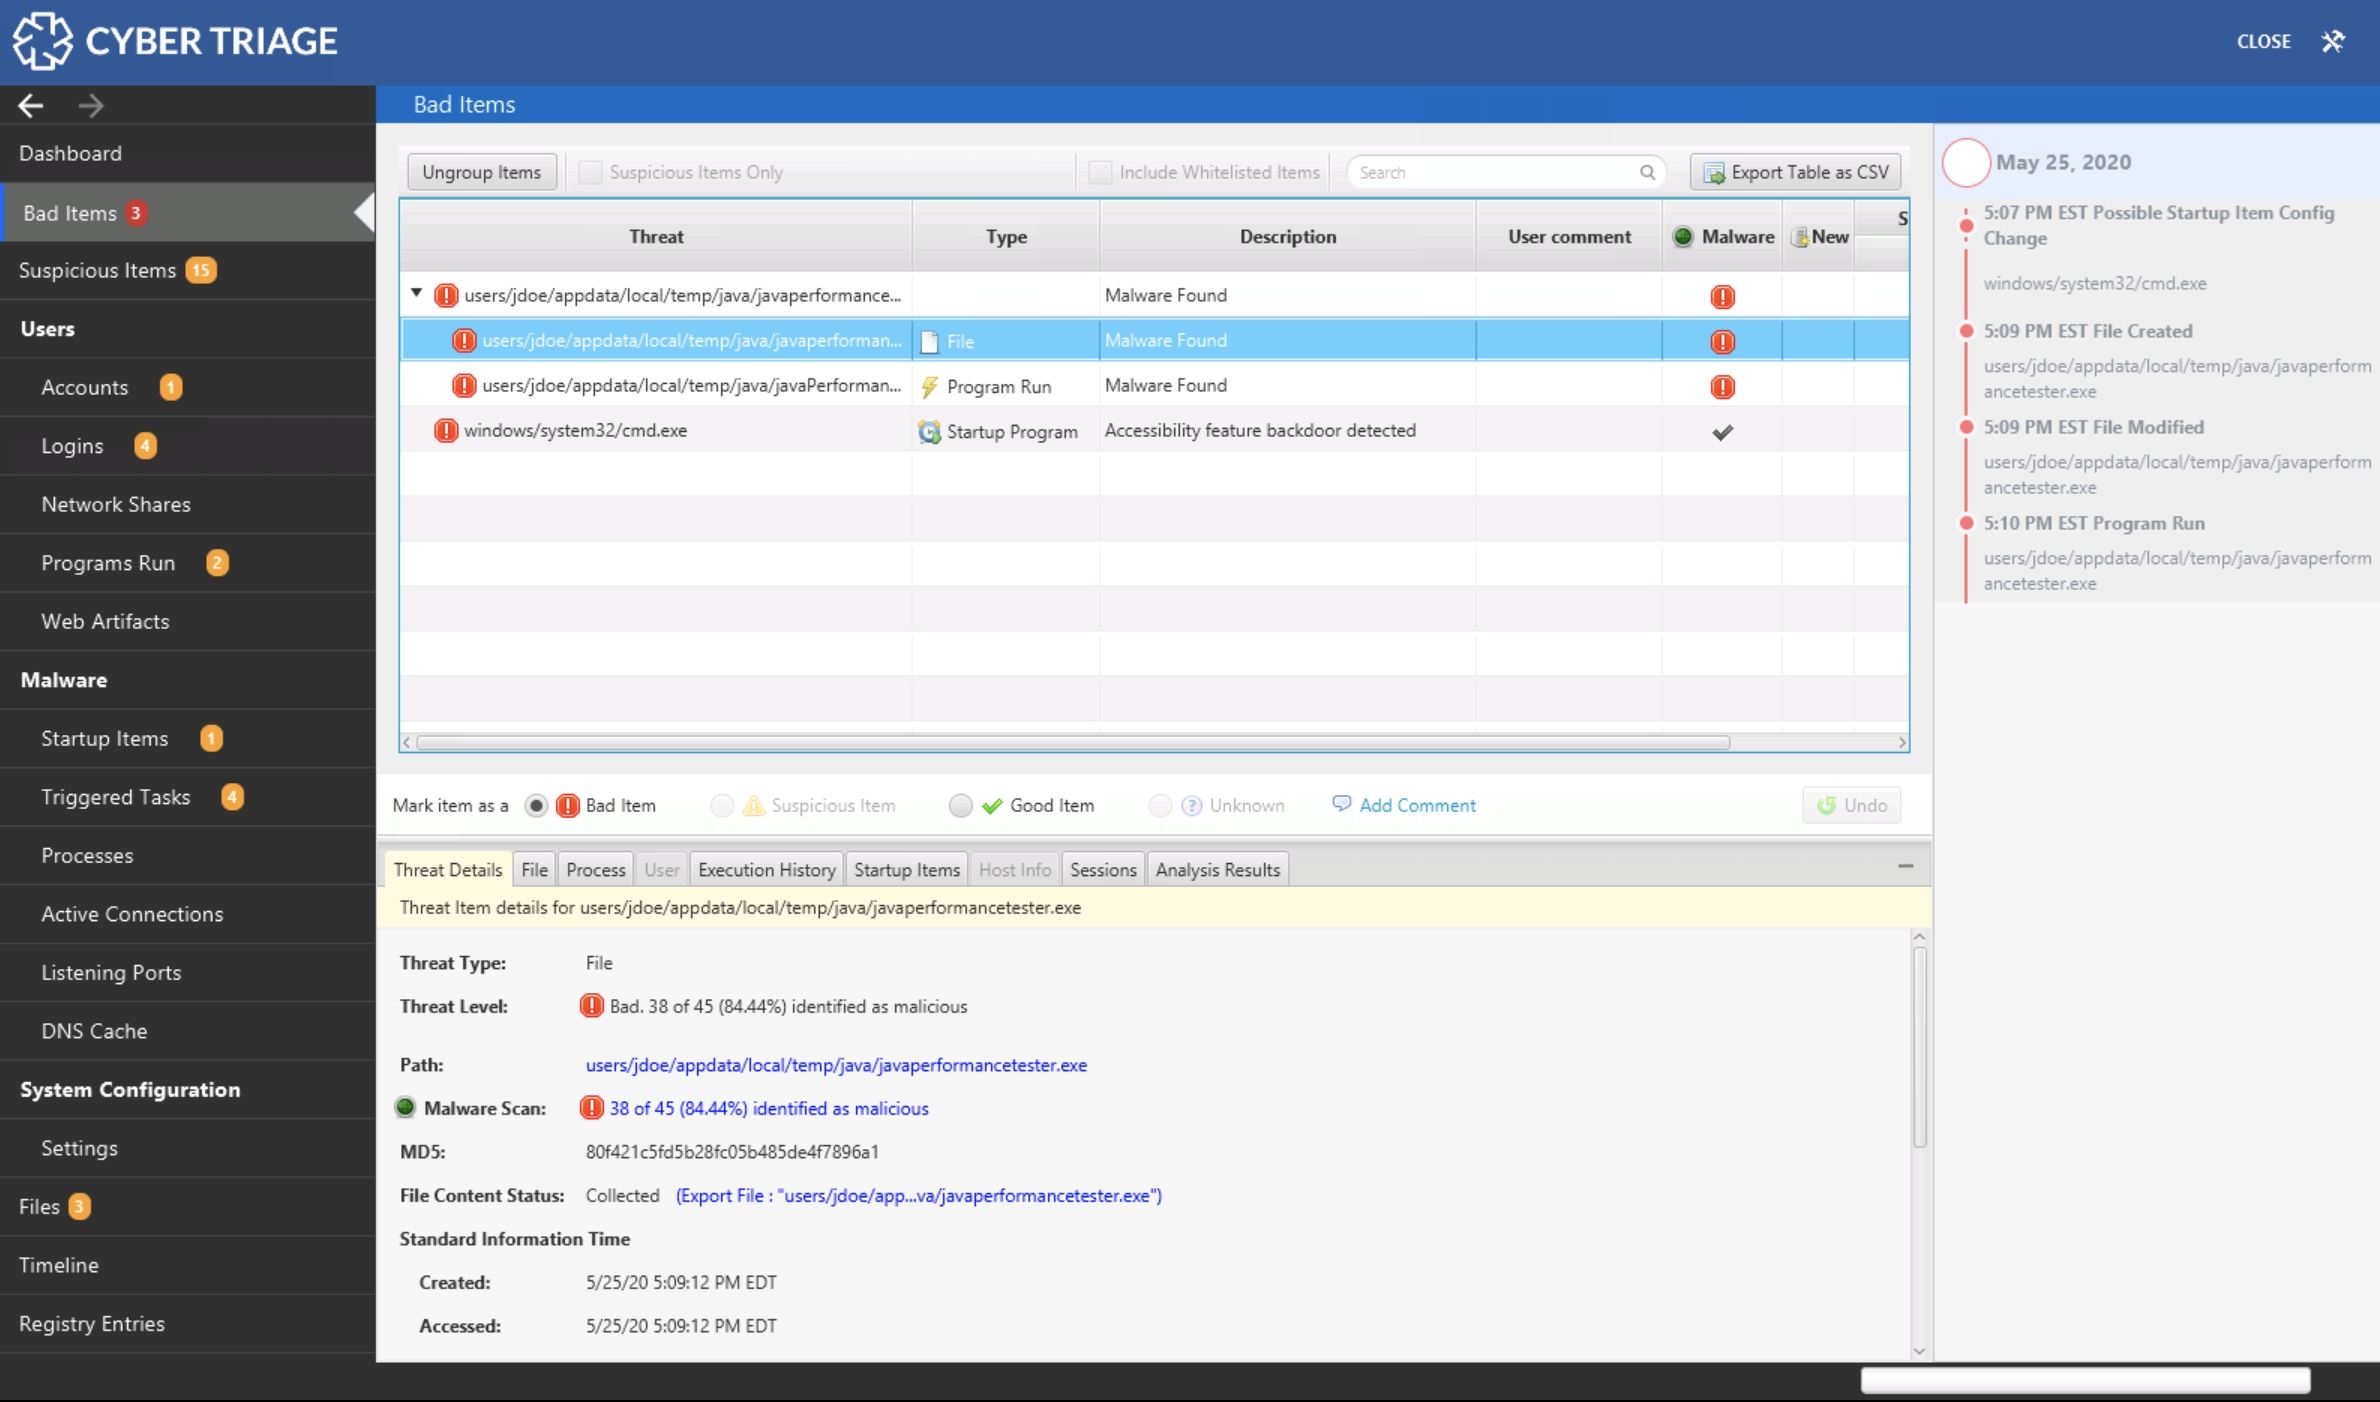 CYBER TRIAGE
CLOSE
Bad Items
Dashboard
Bad Items 3
Suspicious Items 15
Users
Accounts 1
Logins 4
Network Shares
Programs Run 2
Web Artifacts
Malware
Startup Items 1
Triggered Tasks 4
Processes
Active Connections
Listening Ports
DNS Cache
System Configuration
Settings
Files 3
Timeline
Registry Entries
Ungroup Items Suspicious Items Only Include Whitelisted Items Search Export Table as CSV
Threat Type Description User comment Malware New S
users/jdoe/appdata/local/temp/java/javaperformance... Malware Found
users/jdoe/appdata/local/temp/java/javaperforman... File Malware Found
users/jdoe/appdata/local/temp/java/javaPerforman... Program Run Malware Found
windows/system32/cmd.exe Startup Program Accessibility feature backdoor detected
Mark item as a Bad Item Suspicious Item Good Item ? Unknown Add Comment Undo
Threat Details File Process User Execution History Startup Items Host Info Sessions Analysis Results
Threat Item details for users/jdoe/appdata/local/temp/java/javaperformancetester.exe
Threat Type: File
Threat Level: Bad. 38 of 45 (84.44%) identified as malicious
Path: users/jdoe/appdata/local/temp/java/javaperformancetester.exe
Malware Scan: 38 of 45 (84.44%) identified as malicious
MD5: 80f421c5fd5b28fc05b485de4f7896a1
File Content Status: Collected (Export File : "users/jdoe/app...va/javaperformancetester.exe")
Standard Information Time
Created: 5/25/20 5:09:12 PM EDT
Accessed: 5/25/20 5:09:12 PM EDT
May 25, 2020
5:07 PM EST Possible Startup Item Config
Change
windows/system32/cmd.exe
5:09 PM EST File Created
users/jdoe/appdata/local/temp/java/javaperform
ancetester.exe
5:09 PM EST File Modified
users/jdoe/appdata/local/temp/java/javaperform
ancetester.exe
5:10 PM EST Program Run
users/jdoe/appdata/local/temp/java/javaperform
ancetester.exe